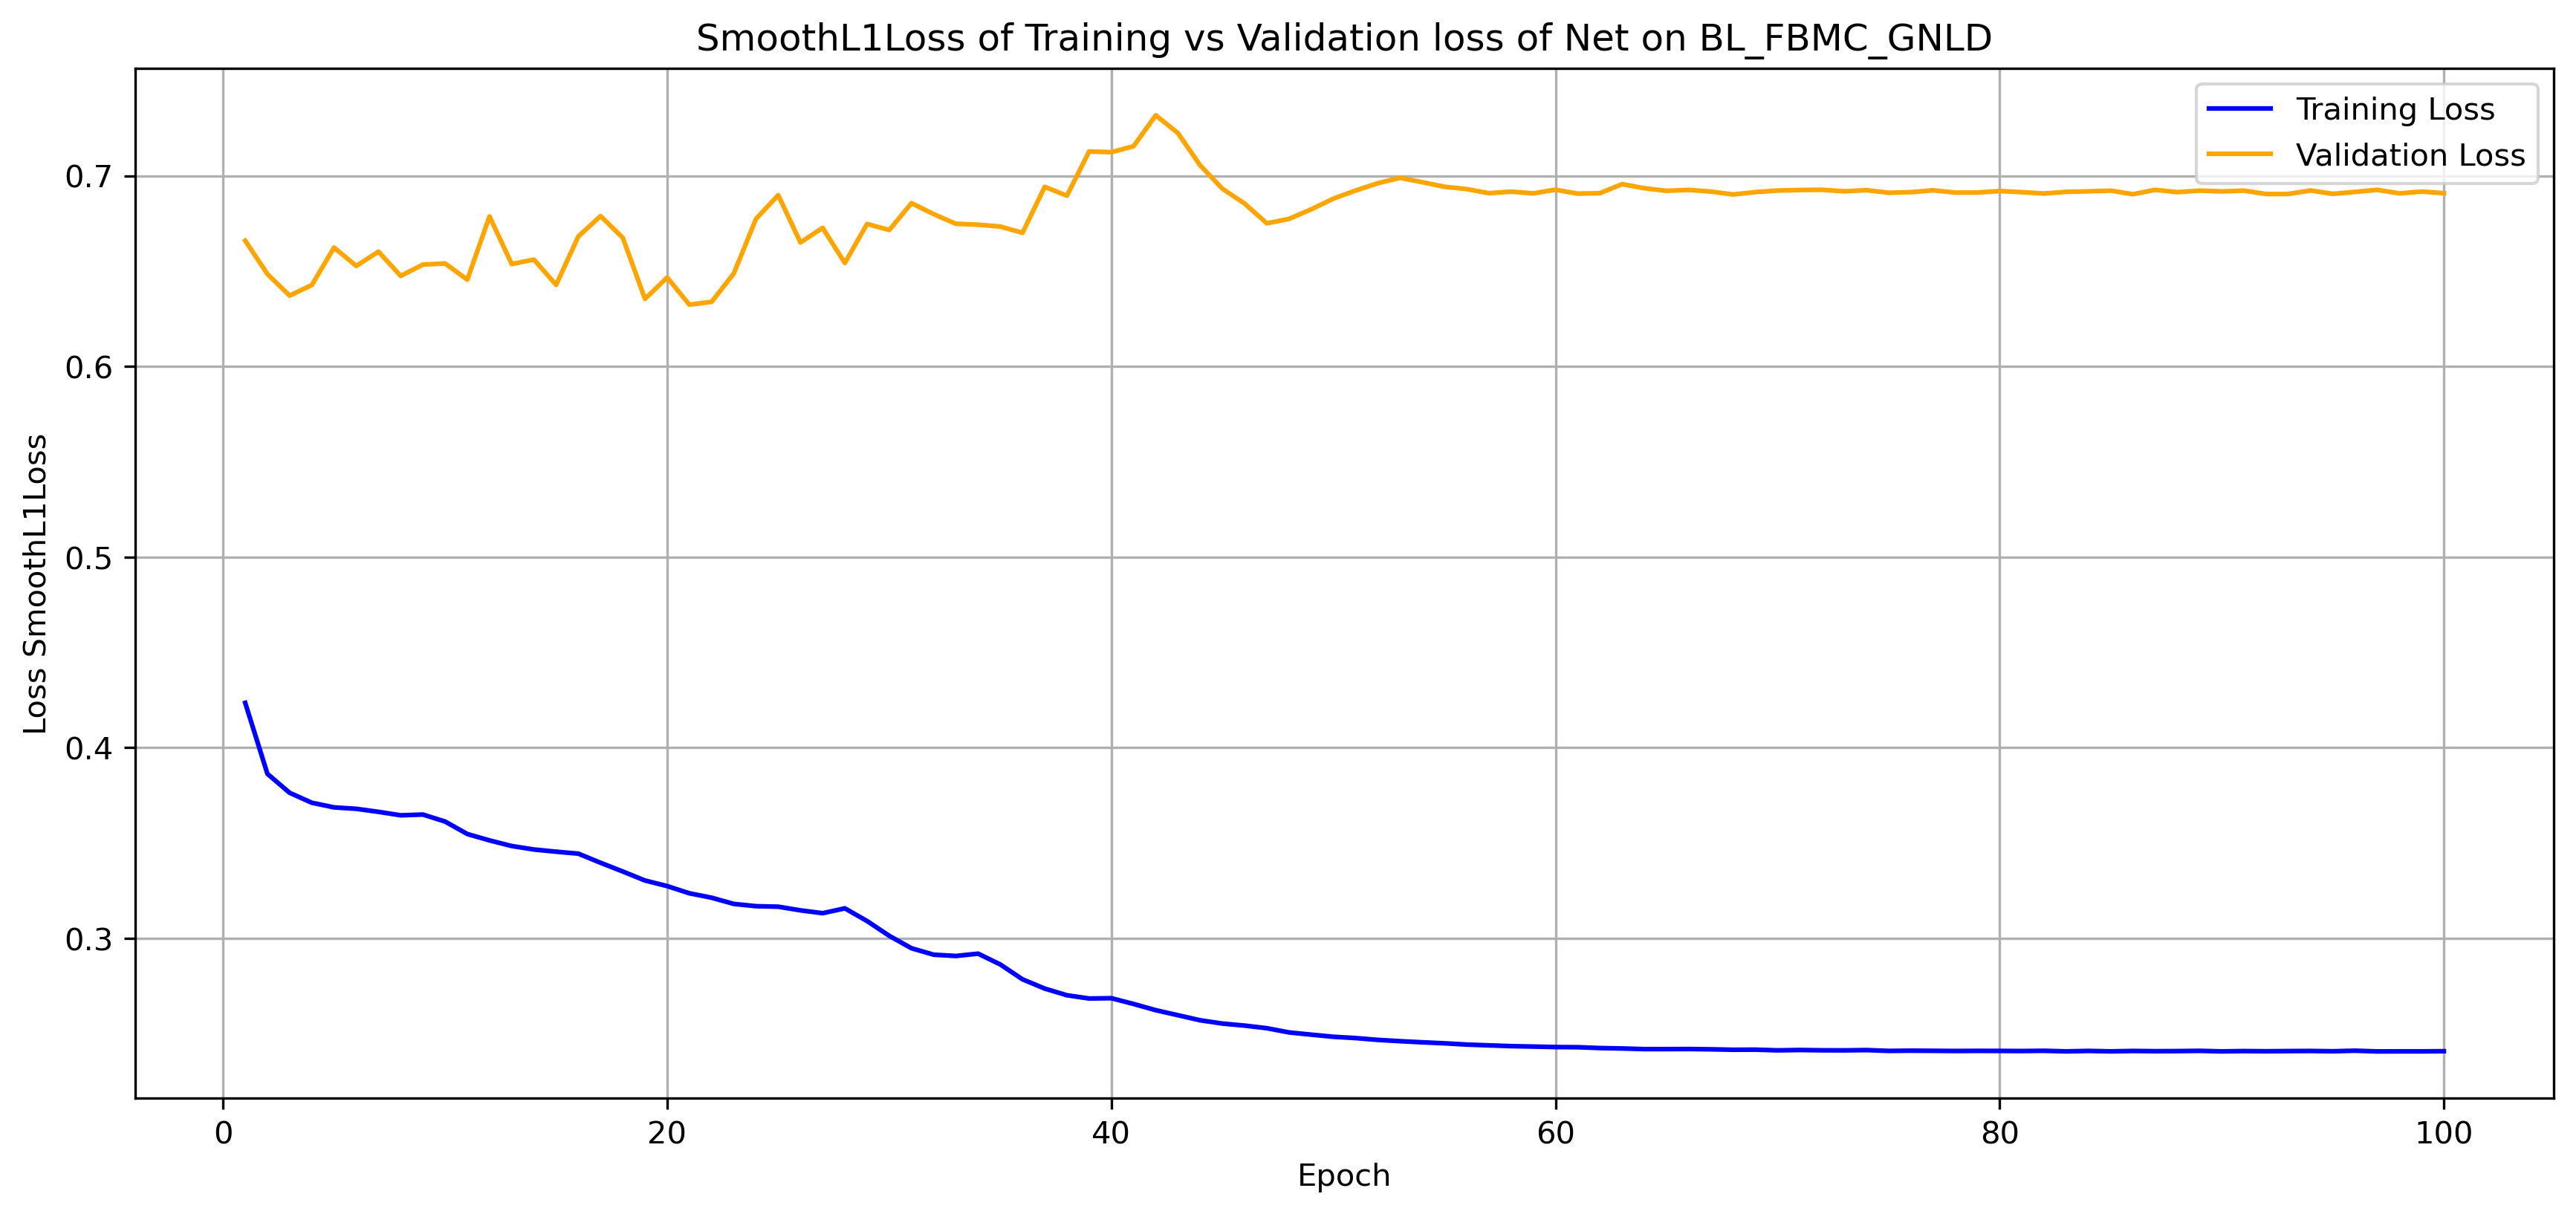 SmoothL1Loss of Training vs Validation loss of Net on BL_FBMC_GNLD
Training Loss
Validation Loss
Loss SmoothL1Loss
0.7
0.6
0.5
0.4
0.3
0 20 40 60 80 100
Epoch